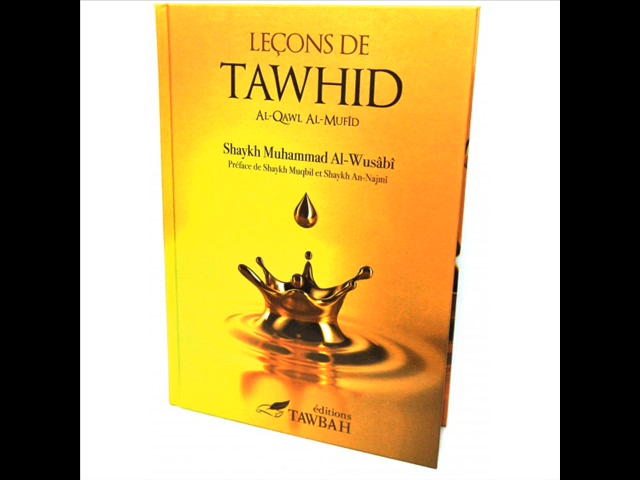 LEÇONS DE
TAWHID
AL-QAWL AL-MUFÎD
Shaykh Muhammad Al-Wusâbî
Préface de Shaykh Muqbil et Shaykh An-Najmî
éditions
TAWBAH